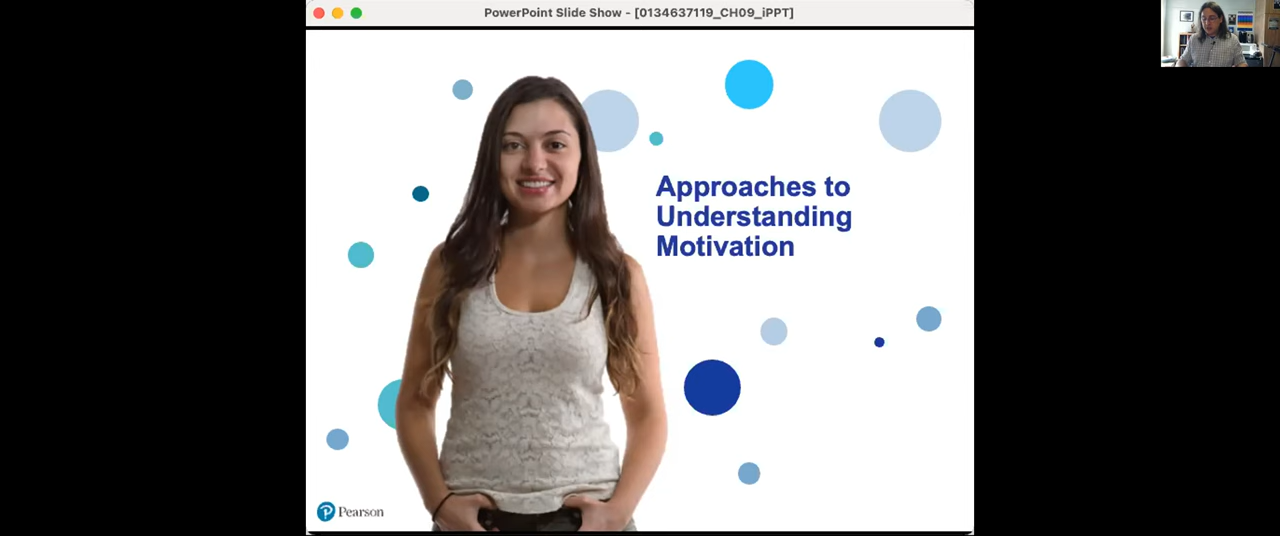 PowerPoint Slide Show - [0134637119_CH09_iPPT]
Approaches to
Understanding
Motivation
P Pearson